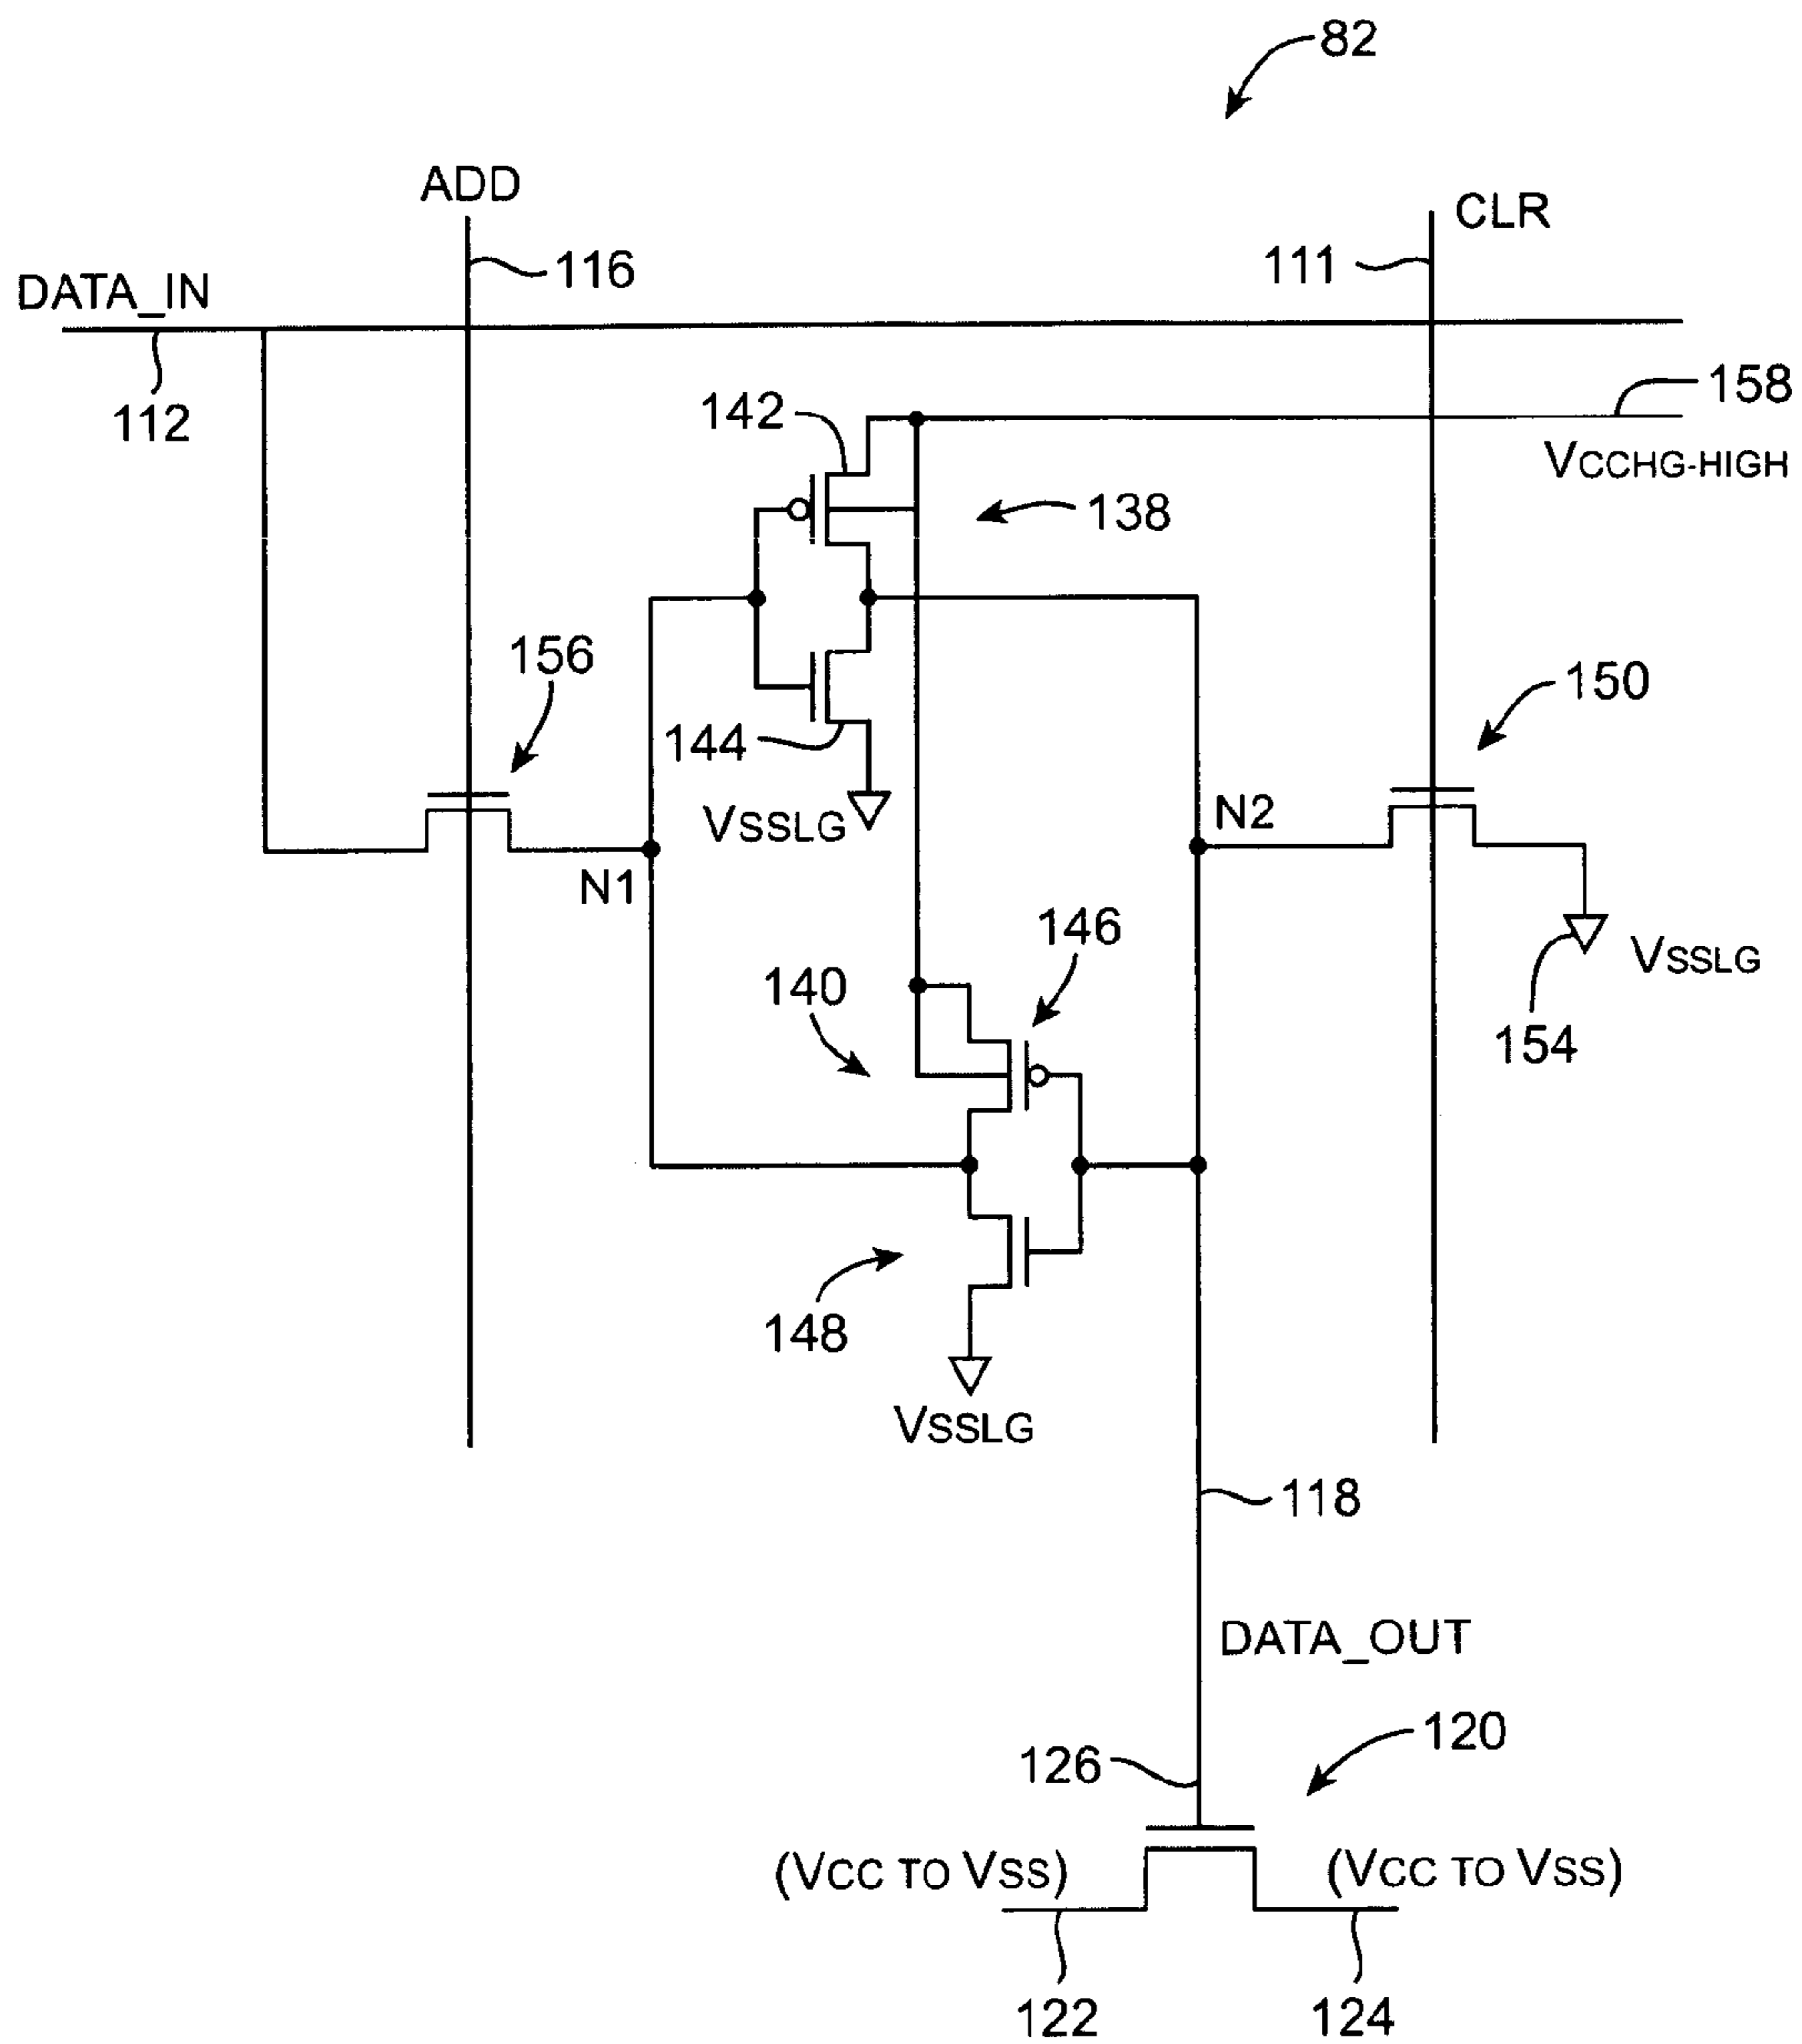 82
ADD
CLR
116
111
DATA_IN
112
142
158
VCCHG-HIGH
138
156
150
144
VSSLG
N2
N1
146
140
VSSLG
154
148
VSSLG
118
DATA_OUT
120
126
(VCC TO VSS)
(VCC TO VSS)
122
124